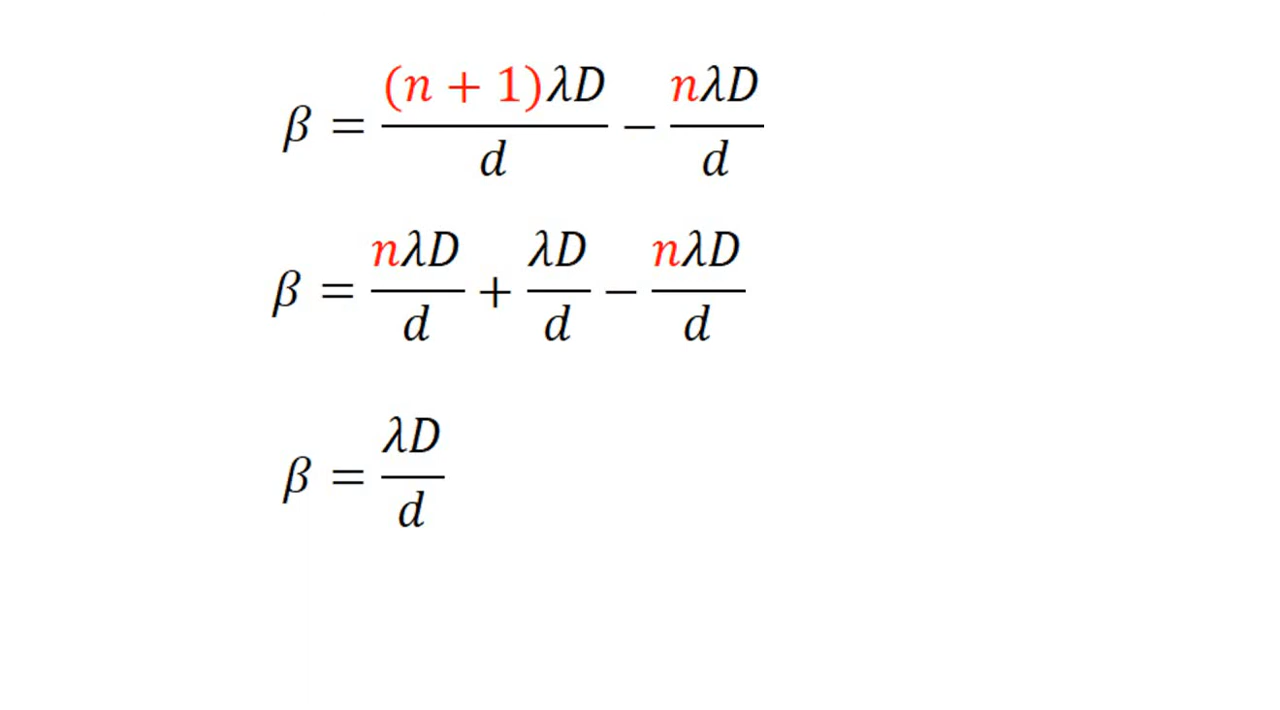 β = (n + 1)λD/d − nλD/d
β = nλD/d + λD/d − nλD/d
β = λD/d